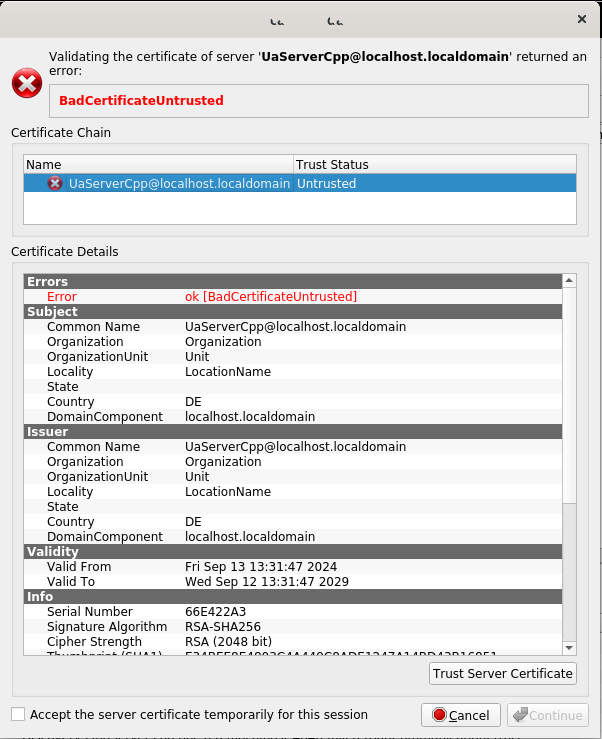 Validating the certificate of server 'UaServerCpp@localhost.localdomain' returned an
error:
BadCertificateUntrusted
Certificate Chain
Name Trust Status
UaServerCpp@localhost.localdomain Untrusted
Certificate Details
Errors
Error ok [BadCertificateUntrusted]
Subject
Common Name UaServerCpp@localhost.localdomain
Organization Organization
OrganizationUnit Unit
Locality LocationName
State
Country DE
DomainComponent localhost.localdomain
Issuer
Common Name UaServerCpp@localhost.localdomain
Organization Organization
OrganizationUnit Unit
Locality LocationName
State
Country DE
DomainComponent localhost.localdomain
Validity
Valid From Fri Sep 13 13:31:47 2024
Valid To Wed Sep 12 13:31:47 2029
Info
Serial Number 66E422A3
Signature Algorithm RSA-SHA256
Cipher Strength RSA (2048 bit)
Thumbprint (SHA1)
Trust Server Certificate
Accept the server certificate temporarily for this session
Cancel
Continue